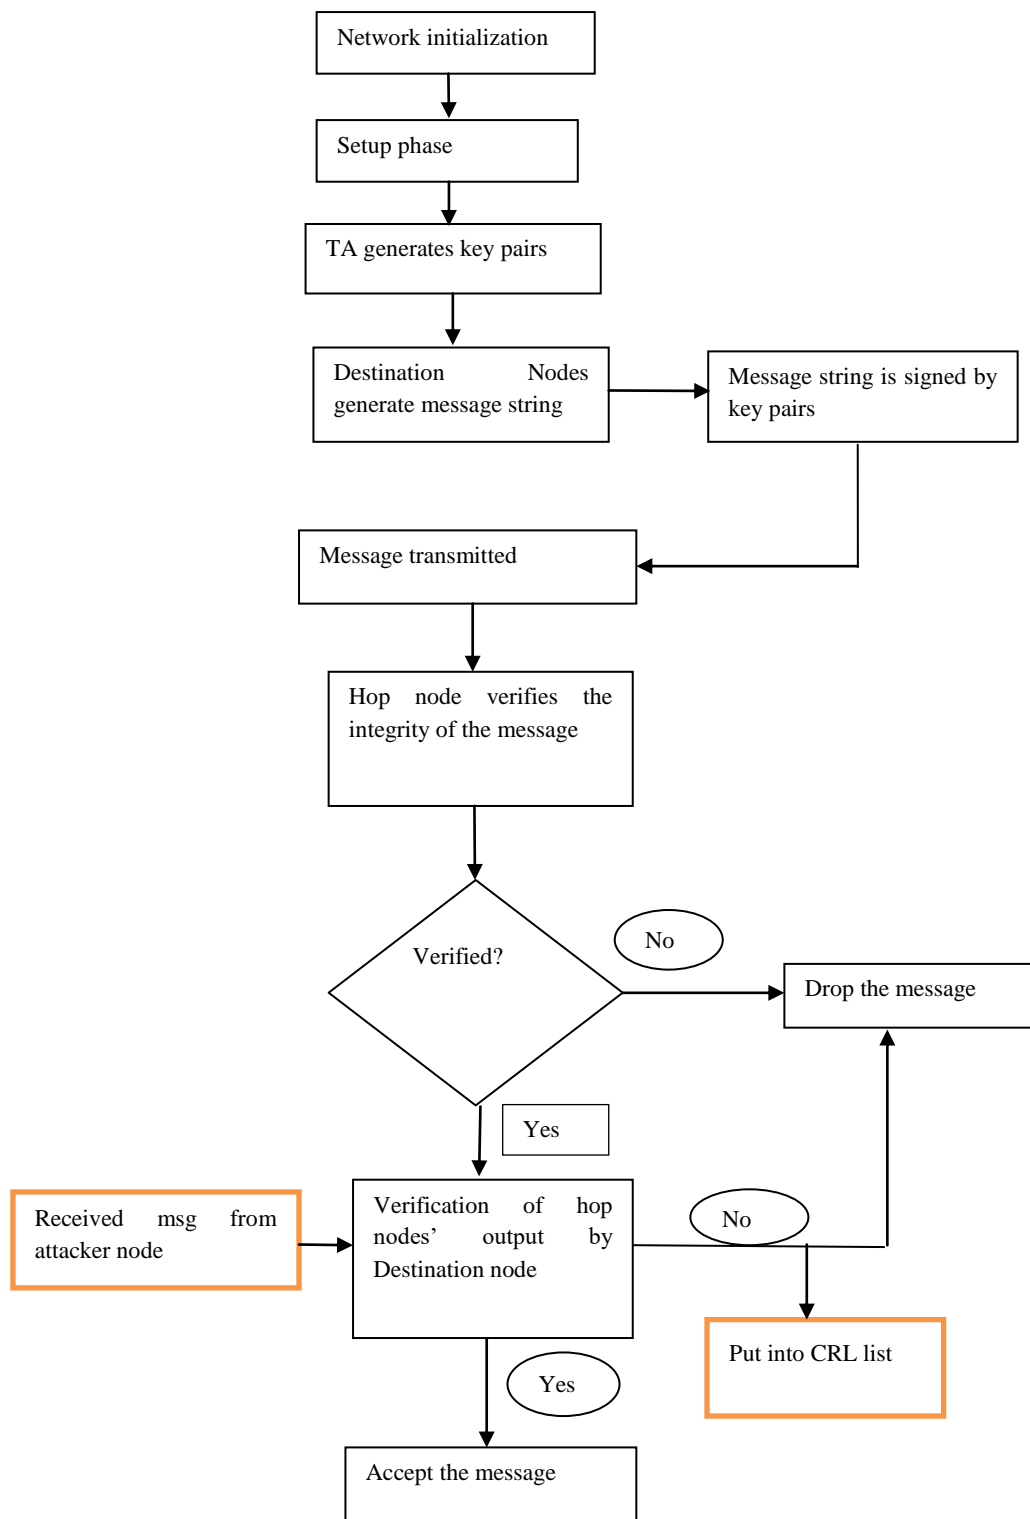 Network initialization
Setup phase
TA generates key pairs
Destination Nodes
generate message string
Message string is signed by
key pairs
Message transmitted
Hop node verifies the
integrity of the message
Verified?
No
Drop the message
Yes
Received msg from
attacker node
Verification of hop
nodes’ output by
Destination node
No
Put into CRL list
Yes
Accept the message